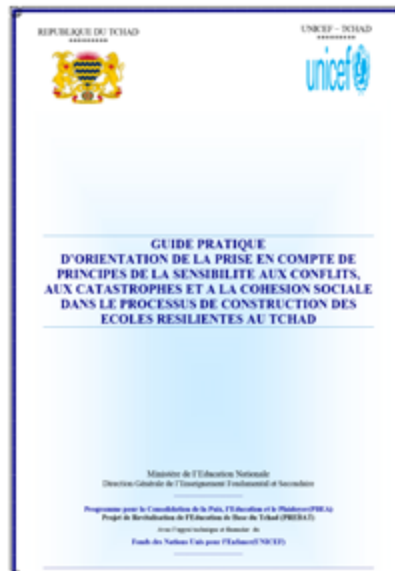 REPUBLIQUE DU TCHAD
**********
UNICEF – TCHAD
**********
unicef
GUIDE PRATIQUE
D'ORIENTATION DE LA PRISE EN COMPTE DE
PRINCIPES DE LA SENSIBILITE AUX CONFLITS,
AUX CATASTROPHES ET A LA COHESION SOCIALE
DANS LE PROCESSUS DE CONSTRUCTION DES
ECOLES RESILIENTES AU TCHAD
Ministère de l'Education Nationale
Direction Générale de l'Enseignement Fondamental et Secondaire
Programme pour la Consolidation de la Paix, l'Education et le Plaidoyer(PBEA)
Projet de Revitalisation de l'Education de Base du Tchad (PREBAT)
Avec l'appui technique et financier de
Fonds des Nations Unis pour l'Enfance(UNICEF)